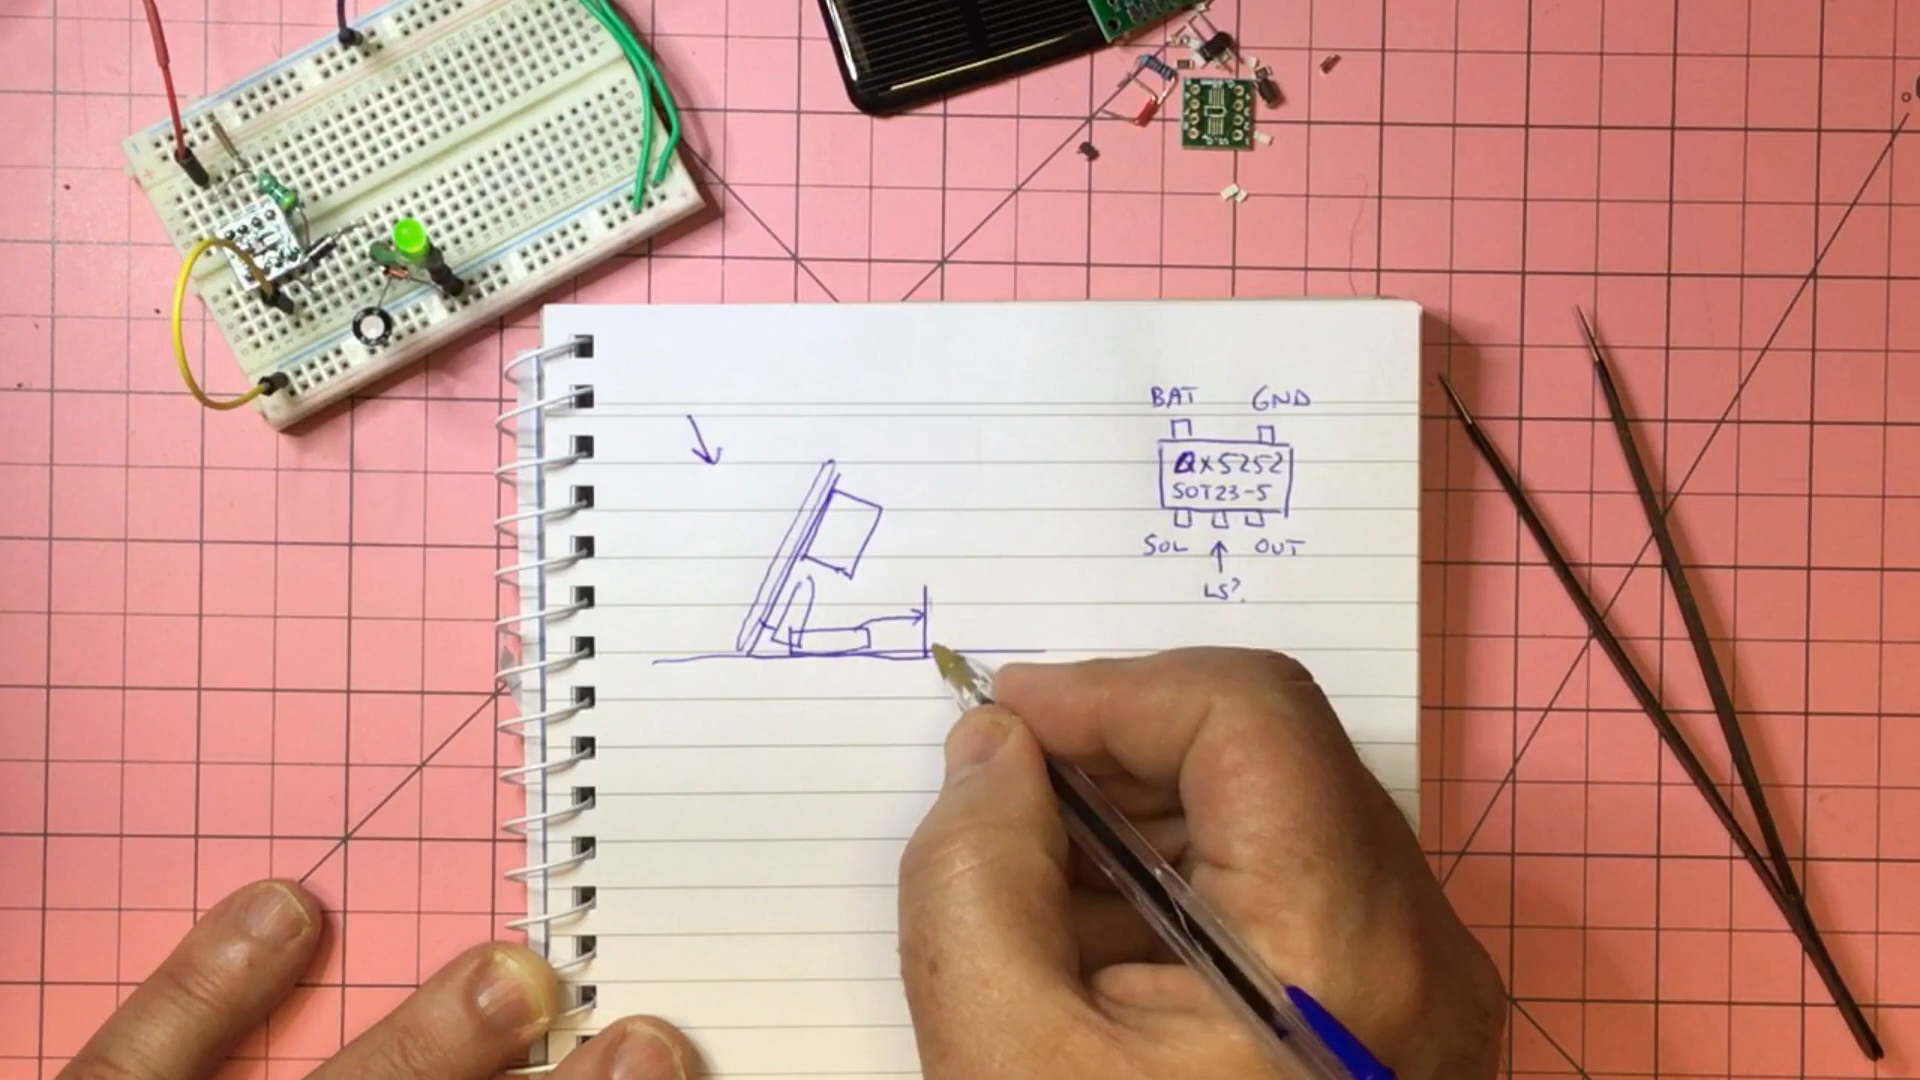 BAT GND
QX5252
SOT23-5
SOL OUT
LS?